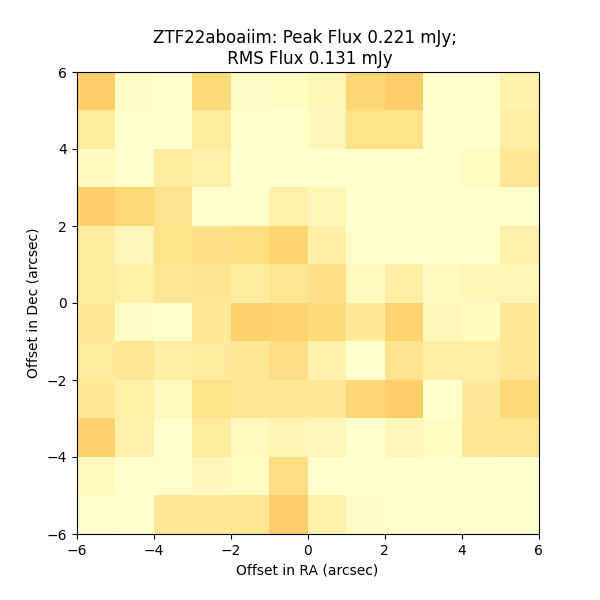 ZTF22aboaiim: Peak Flux 0.221 mJy;
RMS Flux 0.131 mJy
6
4
2
0
−2
−4
−6
Offset in Dec (arcsec)
−6 −4 −2 0 2 4 6
Offset in RA (arcsec)